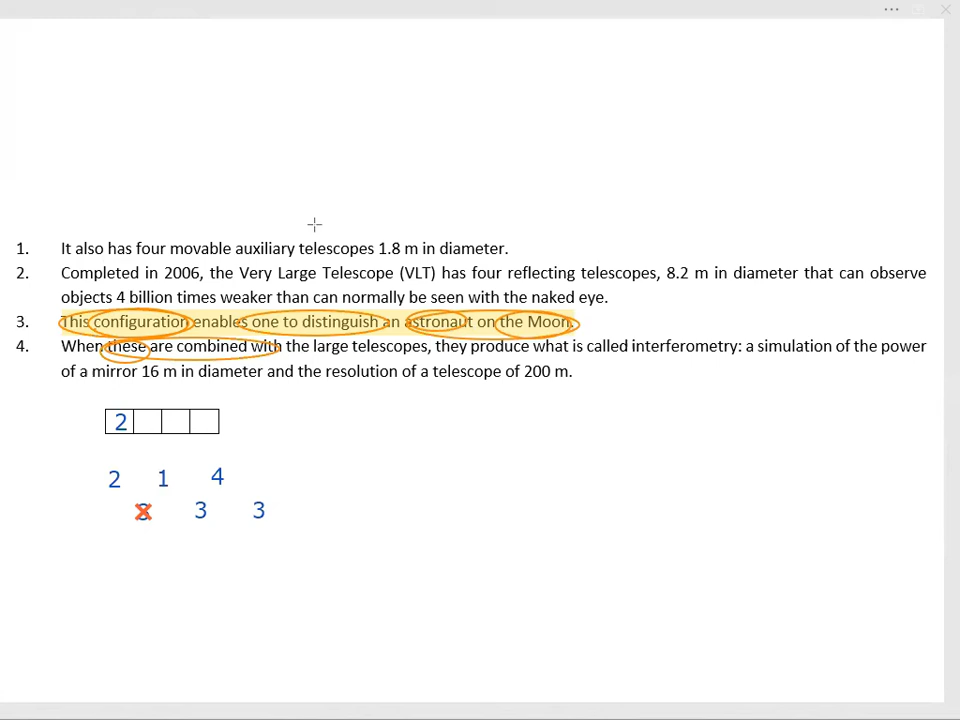 1. It also has four movable auxiliary telescopes 1.8 m in diameter.
2. Completed in 2006, the Very Large Telescope (VLT) has four reflecting telescopes, 8.2 m in diameter that can observe
objects 4 billion times weaker than can normally be seen with the naked eye.
3. This configuration enables one to distinguish an astronaut on the Moon.
4. When these are combined with the large telescopes, they produce what is called interferometry: a simulation of the power
of a mirror 16 m in diameter and the resolution of a telescope of 200 m.
2
2 1 4
3 3 3